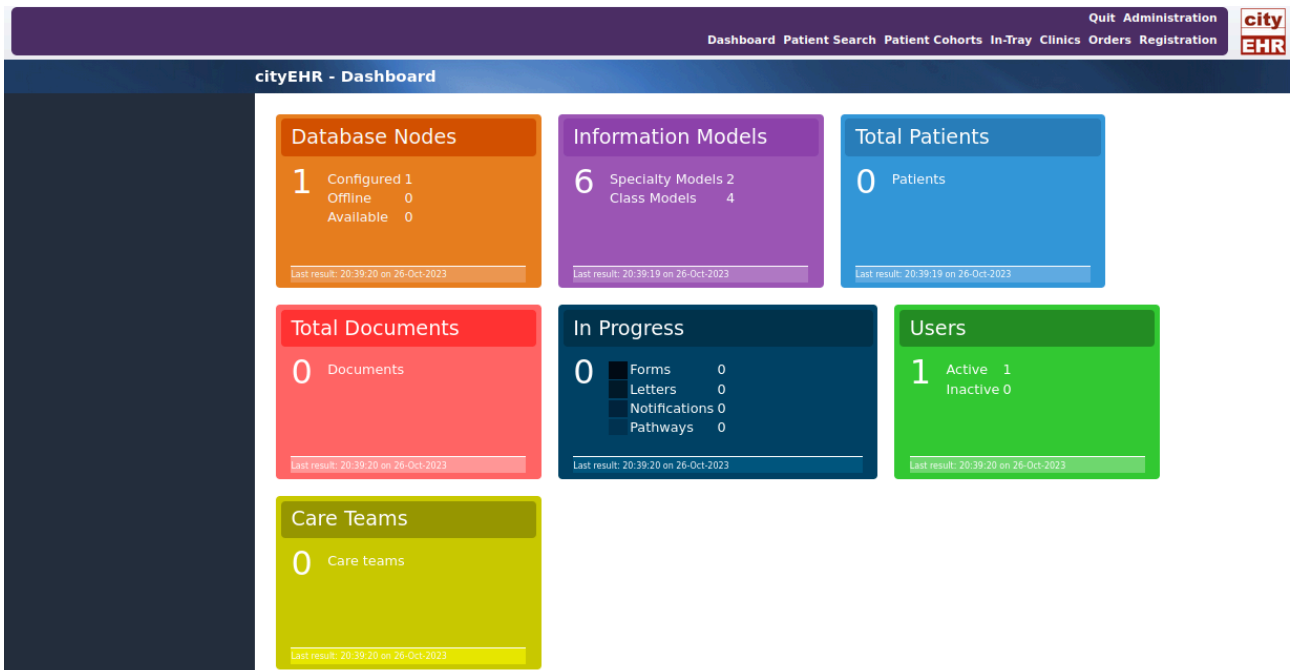 Quit Administration
city
EHR
Dashboard Patient Search Patient Cohorts In-Tray Clinics Orders Registration
cityEHR - Dashboard
Database Nodes
1
Configured 1
Offline 0
Available 0
Last result: 20:39:20 on 26-Oct-2023
Information Models
6
Specialty Models 2
Class Models 4
Last result: 20:39:19 on 26-Oct-2023
Total Patients
0
Patients
Last result: 20:39:19 on 26-Oct-2023
Total Documents
0
Documents
Last result: 20:39:20 on 26-Oct-2023
In Progress
0
Forms 0
Letters 0
Notifications 0
Pathways 0
Last result: 20:39:20 on 26-Oct-2023
Users
1
Active 1
Inactive 0
Last result: 20:39:20 on 26-Oct-2023
Care Teams
0
Care teams
Last result: 20:39:20 on 26-Oct-2023